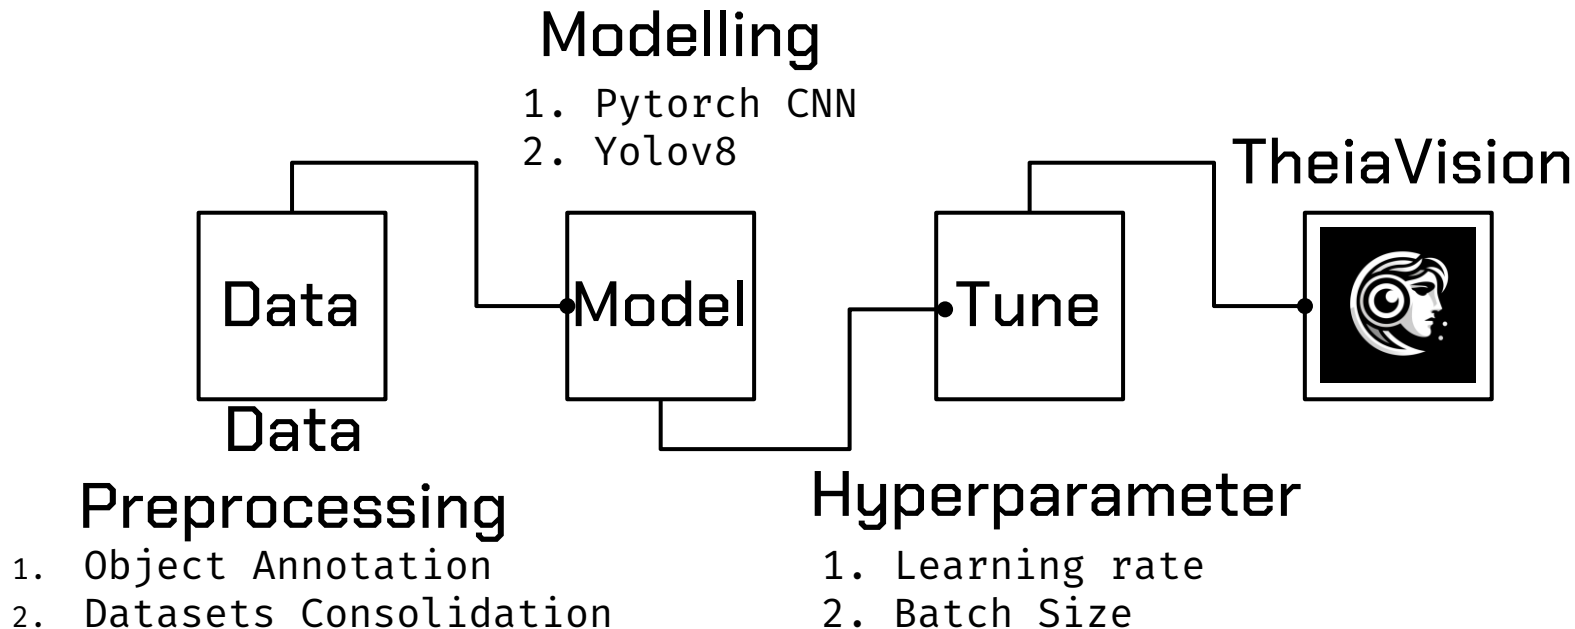 Modelling
1. Pytorch CNN
2. Yolov8
TheiaVision
Data
Model
Tune
Data
Preprocessing
1. Object Annotation
2. Datasets Consolidation
Hyperparameter
1. Learning rate
2. Batch Size